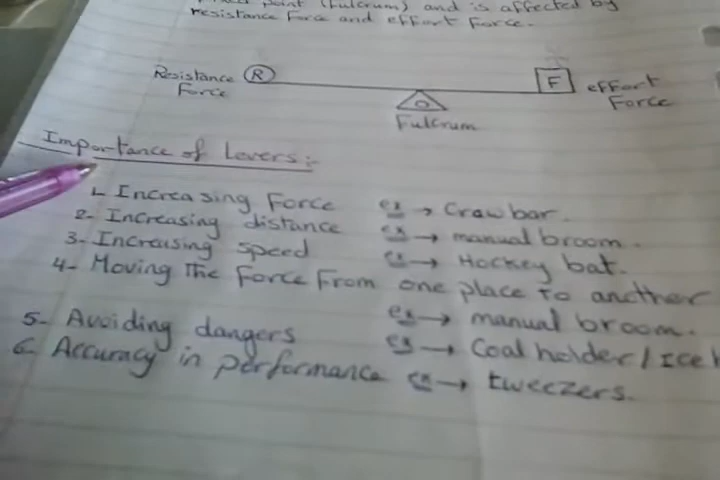 point (fulcrum) and is affected by
resistance force and effort force.
Resistance Force R F effort Force
Fulcrum
Importance of Levers:-
1- Increasing Force ex → Crowbar.
2- Increasing distance ex → manual broom.
3- Increasing speed ex → Hockey bat.
4- Moving The Force From one place To another
ex → manual broom.
5- Avoiding dangers ex → Coal holder/Ice
6- Accuracy in performance ex → tweezers.